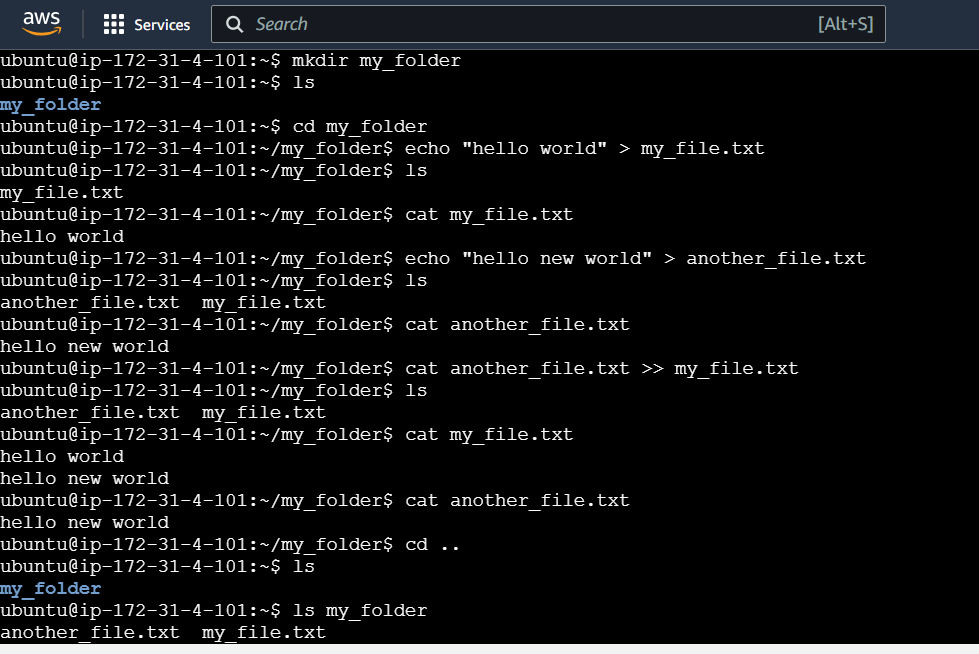 aws Services Search [Alt+S]
ubuntu@ip-172-31-4-101:~$ mkdir my_folder
ubuntu@ip-172-31-4-101:~$ ls
my_folder
ubuntu@ip-172-31-4-101:~$ cd my_folder
ubuntu@ip-172-31-4-101:~/my_folder$ echo "hello world" > my_file.txt
ubuntu@ip-172-31-4-101:~/my_folder$ ls
my_file.txt
ubuntu@ip-172-31-4-101:~/my_folder$ cat my_file.txt
hello world
ubuntu@ip-172-31-4-101:~/my_folder$ echo "hello new world" > another_file.txt
ubuntu@ip-172-31-4-101:~/my_folder$ ls
another_file.txt  my_file.txt
ubuntu@ip-172-31-4-101:~/my_folder$ cat another_file.txt
hello new world
ubuntu@ip-172-31-4-101:~/my_folder$ cat another_file.txt >> my_file.txt
ubuntu@ip-172-31-4-101:~/my_folder$ ls
another_file.txt  my_file.txt
ubuntu@ip-172-31-4-101:~/my_folder$ cat my_file.txt
hello world
hello new world
ubuntu@ip-172-31-4-101:~/my_folder$ cat another_file.txt
hello new world
ubuntu@ip-172-31-4-101:~/my_folder$ cd ..
ubuntu@ip-172-31-4-101:~$ ls
my_folder
ubuntu@ip-172-31-4-101:~$ ls my_folder
another_file.txt  my_file.txt